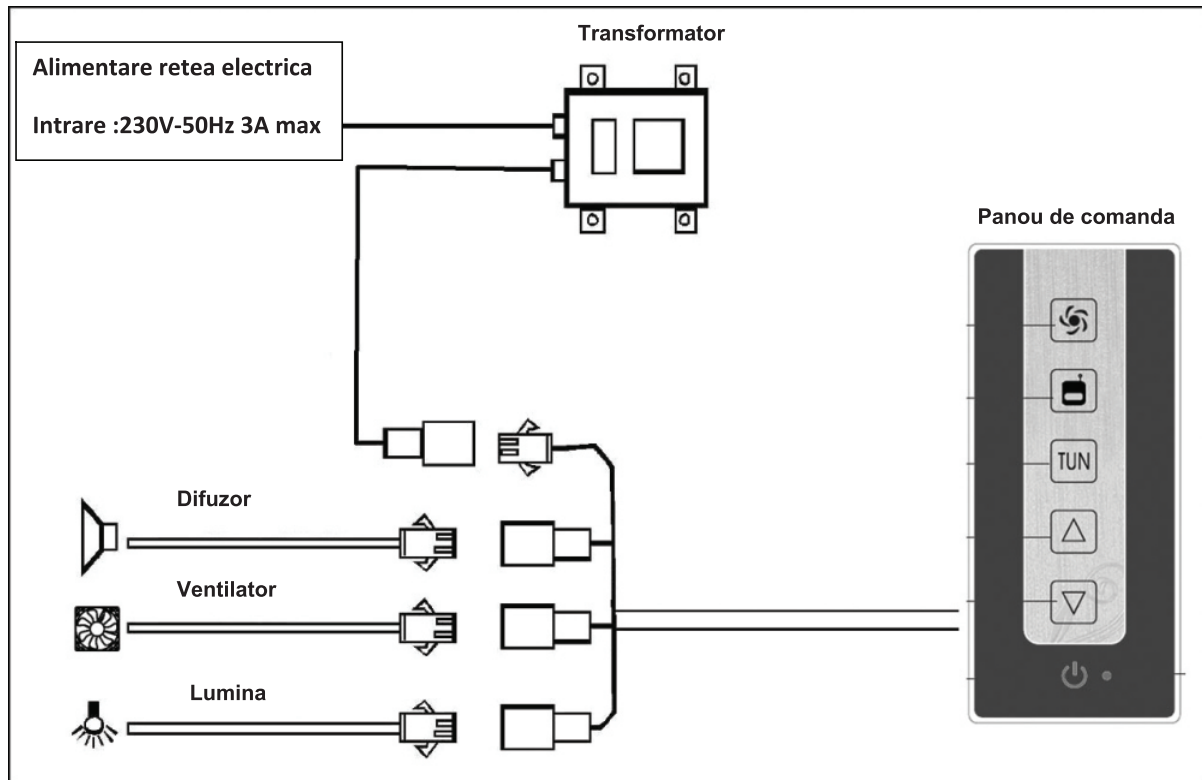 Transformator
Alimentare retea electrica
Intrare :230V-50Hz 3A max
Panou de comanda
TUN
Difuzor
Ventilator
Lumina